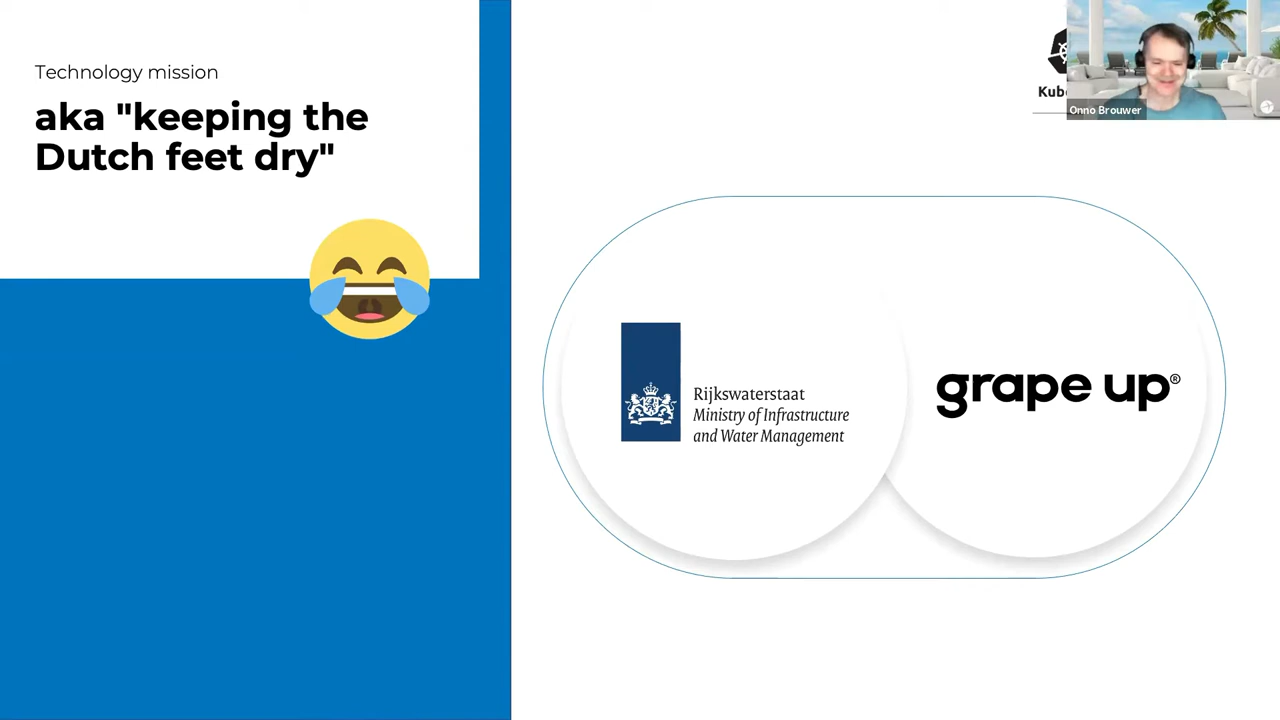 Technology mission
aka "keeping the
Dutch feet dry"
Kube
Onno Brouwer
Rijkswaterstaat
Ministry of Infrastructure
and Water Management
grape up®